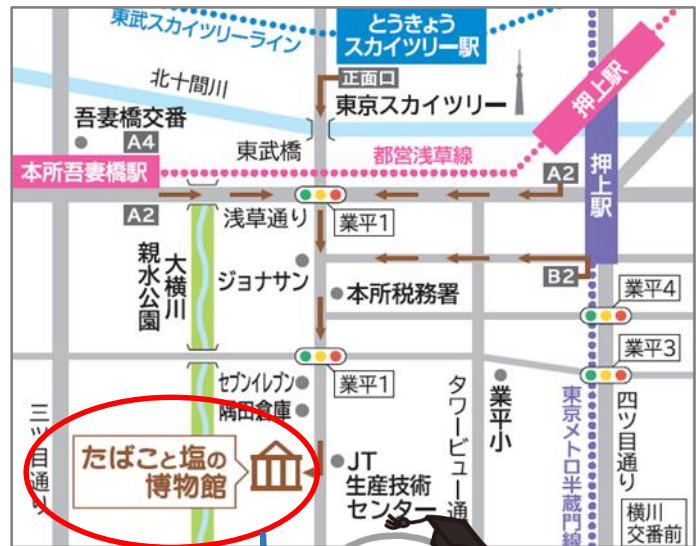 東武スカイツリーライン
とうきょう
スカイツリー駅
北十間川
正面口
押上駅
吾妻橋交番
A4
東京スカイツリー
本所吾妻橋駅
東武橋
都営浅草線
A2
押上駅
A2
浅草通り
業平1
大横川
親水公園
ジョナサン
本所税務署
B2
業平4
業平3
セブンイレブン
業平1
隅田倉庫
三ツ目通り
たばこと塩の
博物館
JT
生産技術
センター
タワービュー通
業平小
東京メトロ半蔵門線
四ツ目通り
横川
交番前